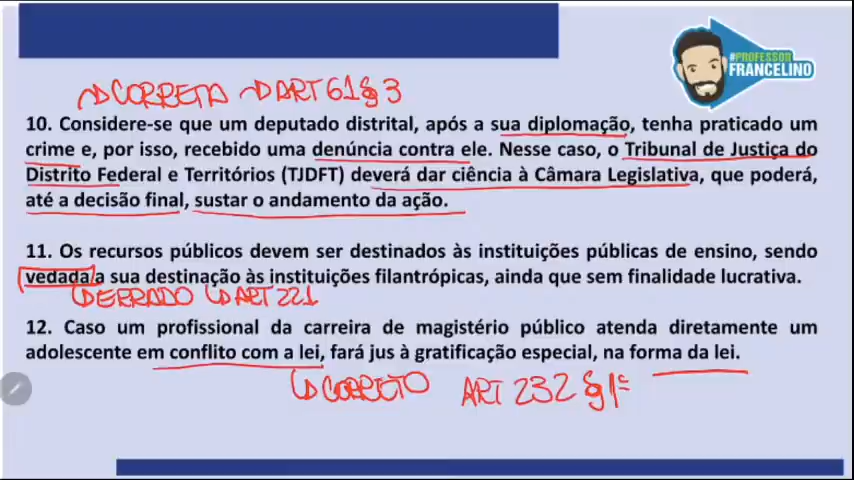 #PROFESSOR
FRANCELINO
CORRETA ART 61 § 3
10. Considere-se que um deputado distrital, após a sua diplomação, tenha praticado um
crime e, por isso, recebido uma denúncia contra ele. Nesse caso, o Tribunal de Justiça do
Distrito Federal e Territórios (TJDFT) deverá dar ciência à Câmara Legislativa, que poderá,
até a decisão final, sustar o andamento da ação.
11. Os recursos públicos devem ser destinados às instituições públicas de ensino, sendo
vedada a sua destinação às instituições filantrópicas, ainda que sem finalidade lucrativa.
ERRADO ART 221
12. Caso um profissional da carreira de magistério público atenda diretamente um
adolescente em conflito com a lei, fará jus à gratificação especial, na forma da lei.
CORRETO ART 232 § 1º